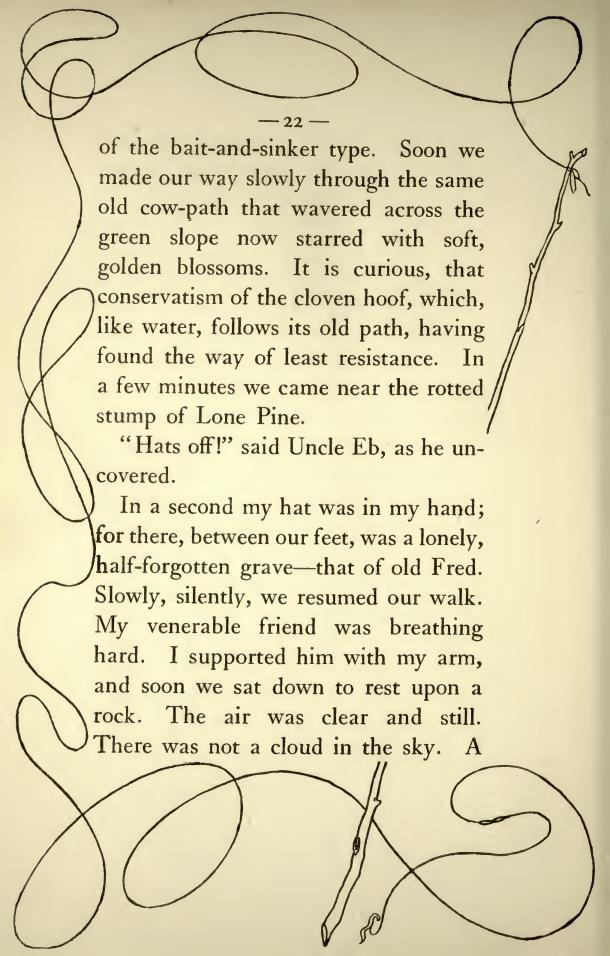 — 22 —
of the bait-and-sinker type. Soon we
made our way slowly through the same
old cow-path that wavered across the
green slope now starred with soft,
golden blossoms. It is curious, that
conservatism of the cloven hoof, which,
like water, follows its old path, having
found the way of least resistance. In
a few minutes we came near the rotted
stump of Lone Pine.
"Hats off!" said Uncle Eb, as he un-
covered.
In a second my hat was in my hand;
for there, between our feet, was a lonely,
half-forgotten grave—that of old Fred.
Slowly, silently, we resumed our walk.
My venerable friend was breathing
hard. I supported him with my arm,
and soon we sat down to rest upon a
rock. The air was clear and still.
There was not a cloud in the sky. A